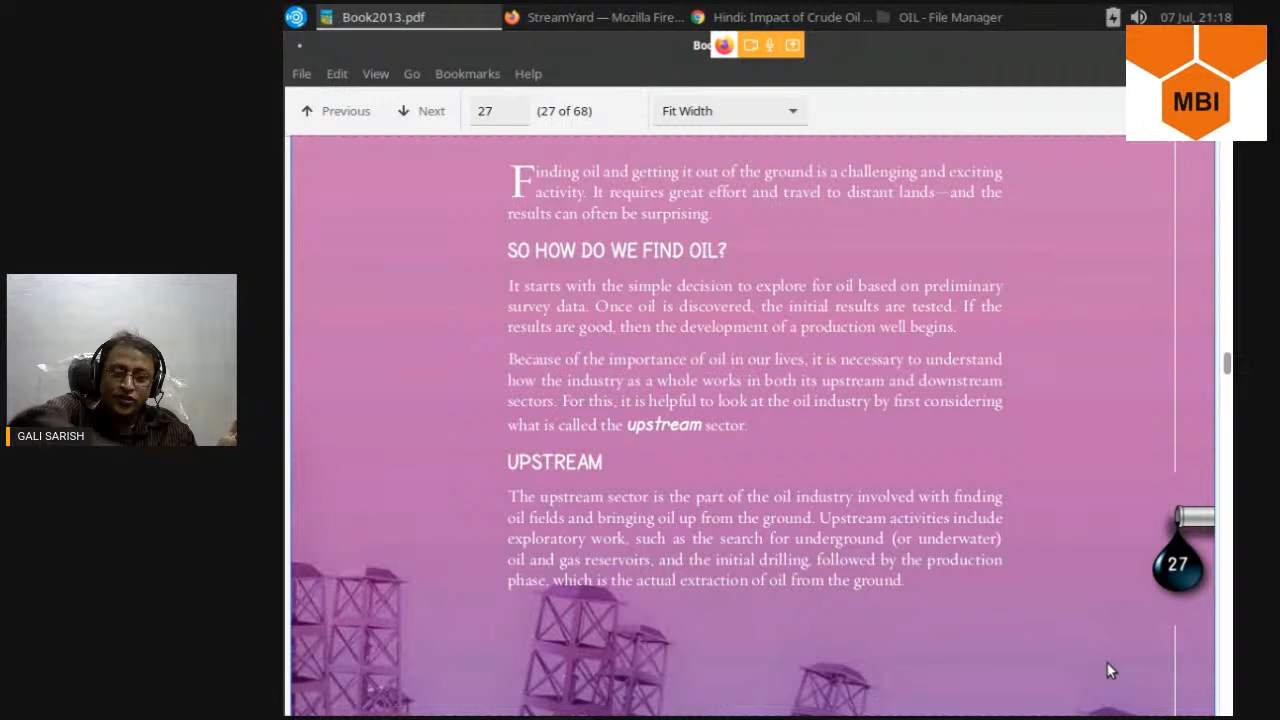 Book2013.pdf
StreamYard — Mozilla Fire...
Hindi: Impact of Crude Oil ...
OIL - File Manager
07 Jul, 21:18
File Edit View Go Bookmarks Help
MBI
Previous
Next
27
(27 of 68)
Fit Width
Finding oil and getting it out of the ground is a challenging and exciting
activity. It requires great effort and travel to distant lands—and the
results can often be surprising.
SO HOW DO WE FIND OIL?
It starts with the simple decision to explore for oil based on preliminary
survey data. Once oil is discovered, the initial results are tested. If the
results are good, then the development of a production well begins.
Because of the importance of oil in our lives, it is necessary to understand
how the industry as a whole works in both its upstream and downstream
sectors. For this, it is helpful to look at the oil industry by first considering
what is called the upstream sector.
GALI SARISH
UPSTREAM
The upstream sector is the part of the oil industry involved with finding
oil fields and bringing oil up from the ground. Upstream activities include
exploratory work, such as the search for underground (or underwater)
oil and gas reservoirs, and the initial drilling, followed by the production
phase, which is the actual extraction of oil from the ground.
27